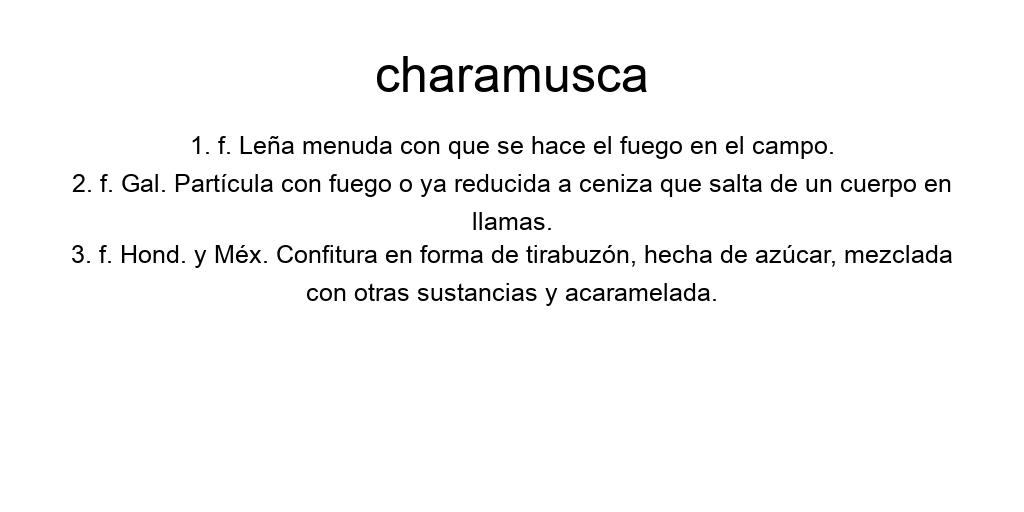 charamusca
1. f. Leña menuda con que se hace el fuego en el campo.
2. f. Gal. Partícula con fuego o ya reducida a ceniza que salta de un cuerpo en
llamas.
3. f. Hond. y Méx. Confitura en forma de tirabuzón, hecha de azúcar, mezclada
con otras sustancias y acaramelada.